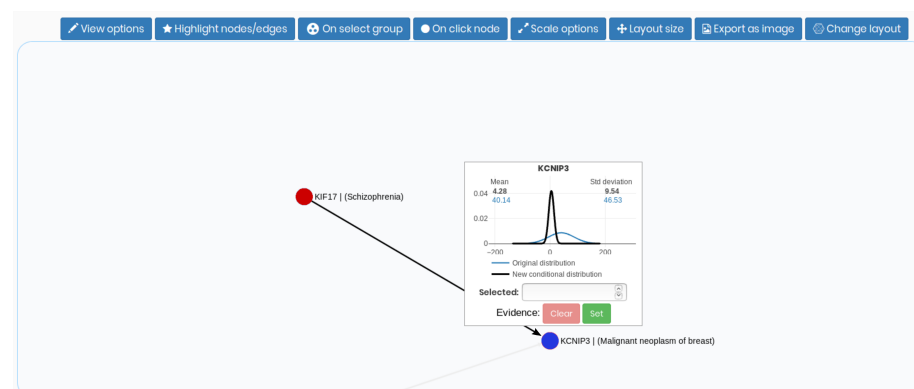 View options Highlight nodes/edges On select group On click node Scale options Layout size Export as image Change layout
KCNIP3
Mean Std deviation
4.28 9.54
40.14 46.53
0.04
0.02
0
−200 0 200
Original distribution
New conditional distribution
Selected:
Evidence: Clear Set
KIF17 | (Schizophrenia)
KCNIP3 | (Malignant neoplasm of breast)